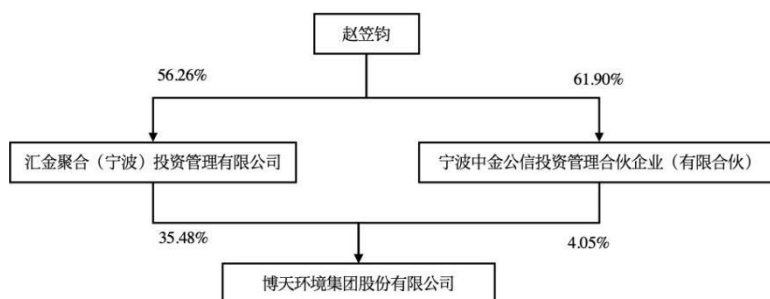 赵笠钧
56.26%
61.90%
汇金聚合（宁波）投资管理有限公司
宁波中金公信投资管理合伙企业（有限合伙）
35.48%
4.05%
博天环境集团股份有限公司